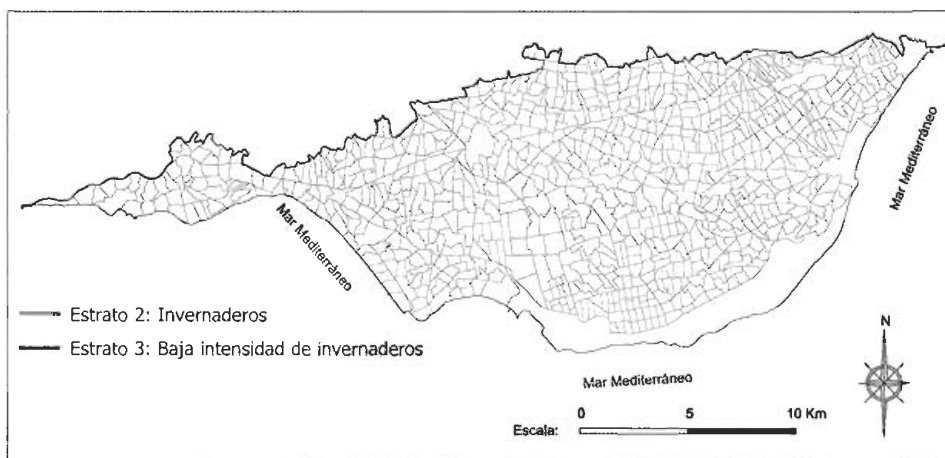 Mar Mediterráneo
Mar Mediterráneo
Estrato 2: Invernaderos
Estrato 3: Baja intensidad de invernaderos
Mar Mediterráneo
N
0 5 10 Km
Escala: